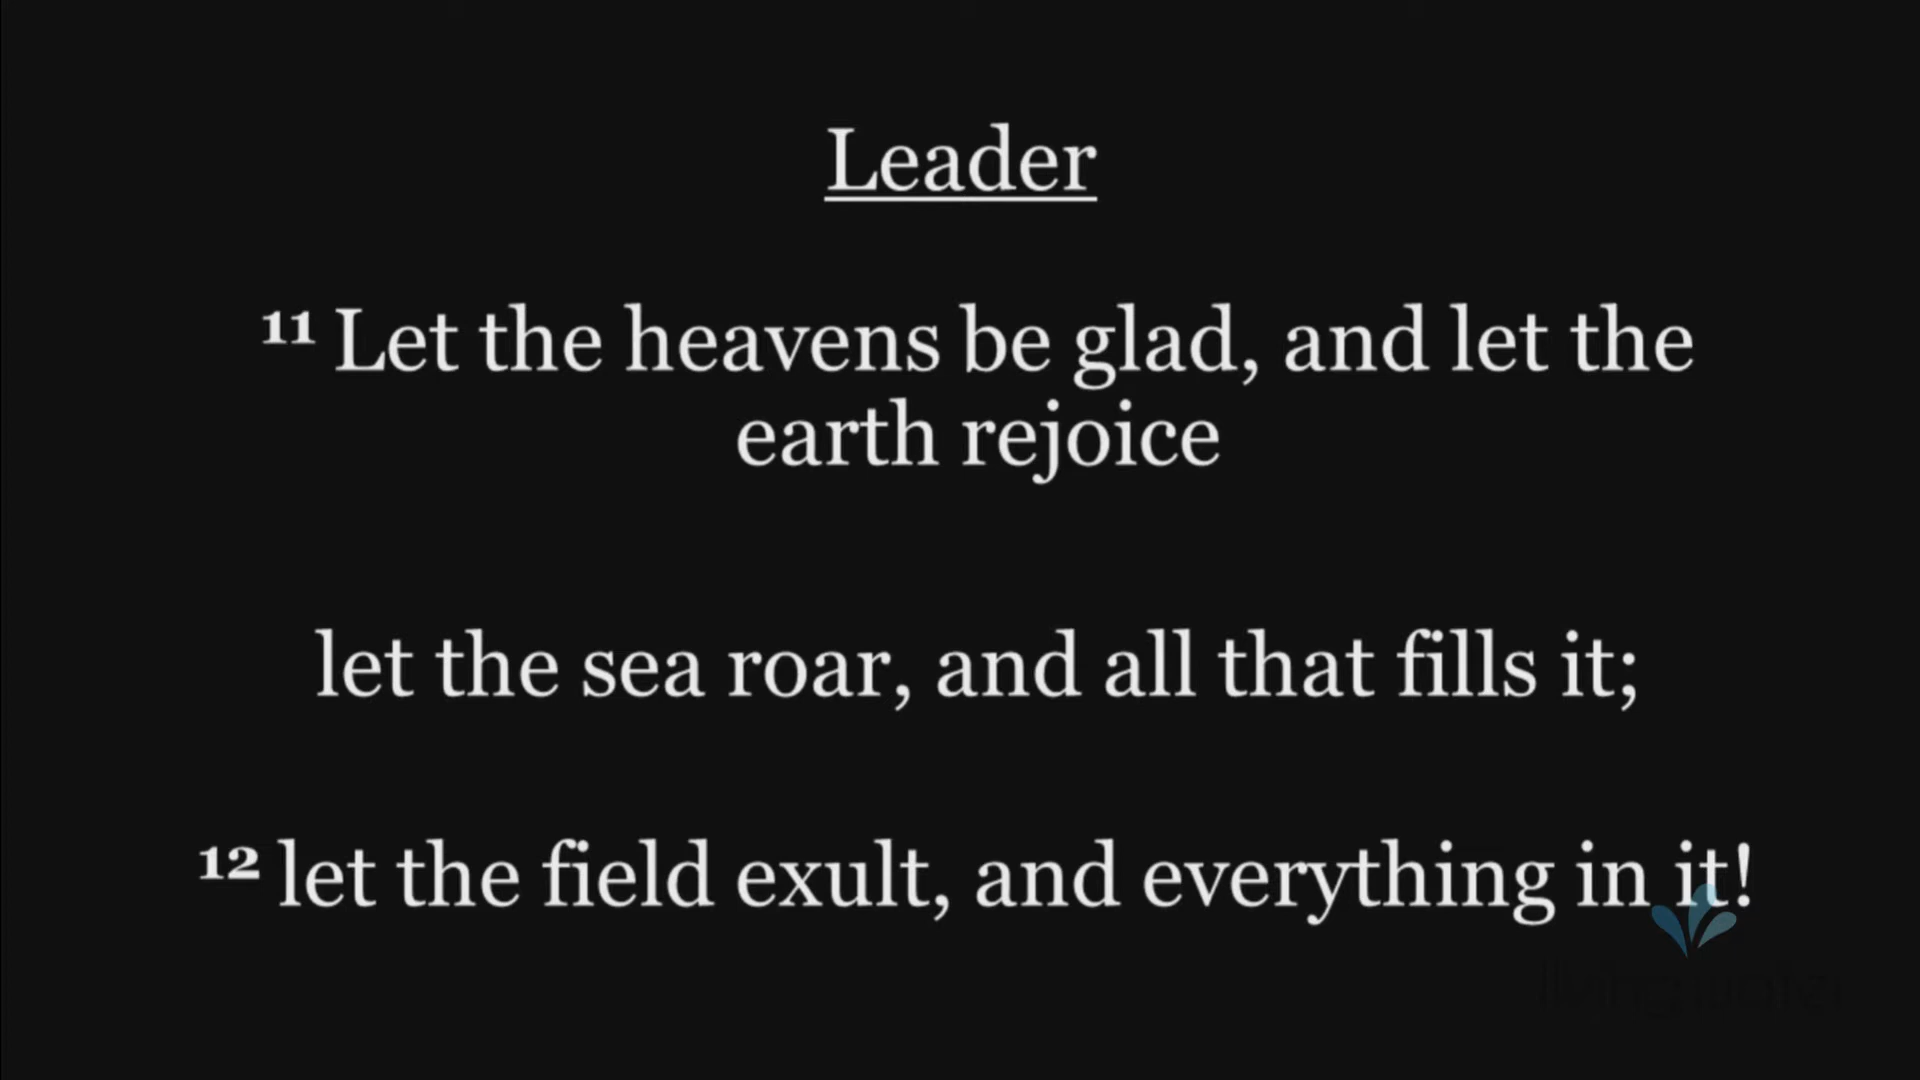 Leader
11 Let the heavens be glad, and let the
earth rejoice
let the sea roar, and all that fills it;
12 let the field exult, and everything in it!